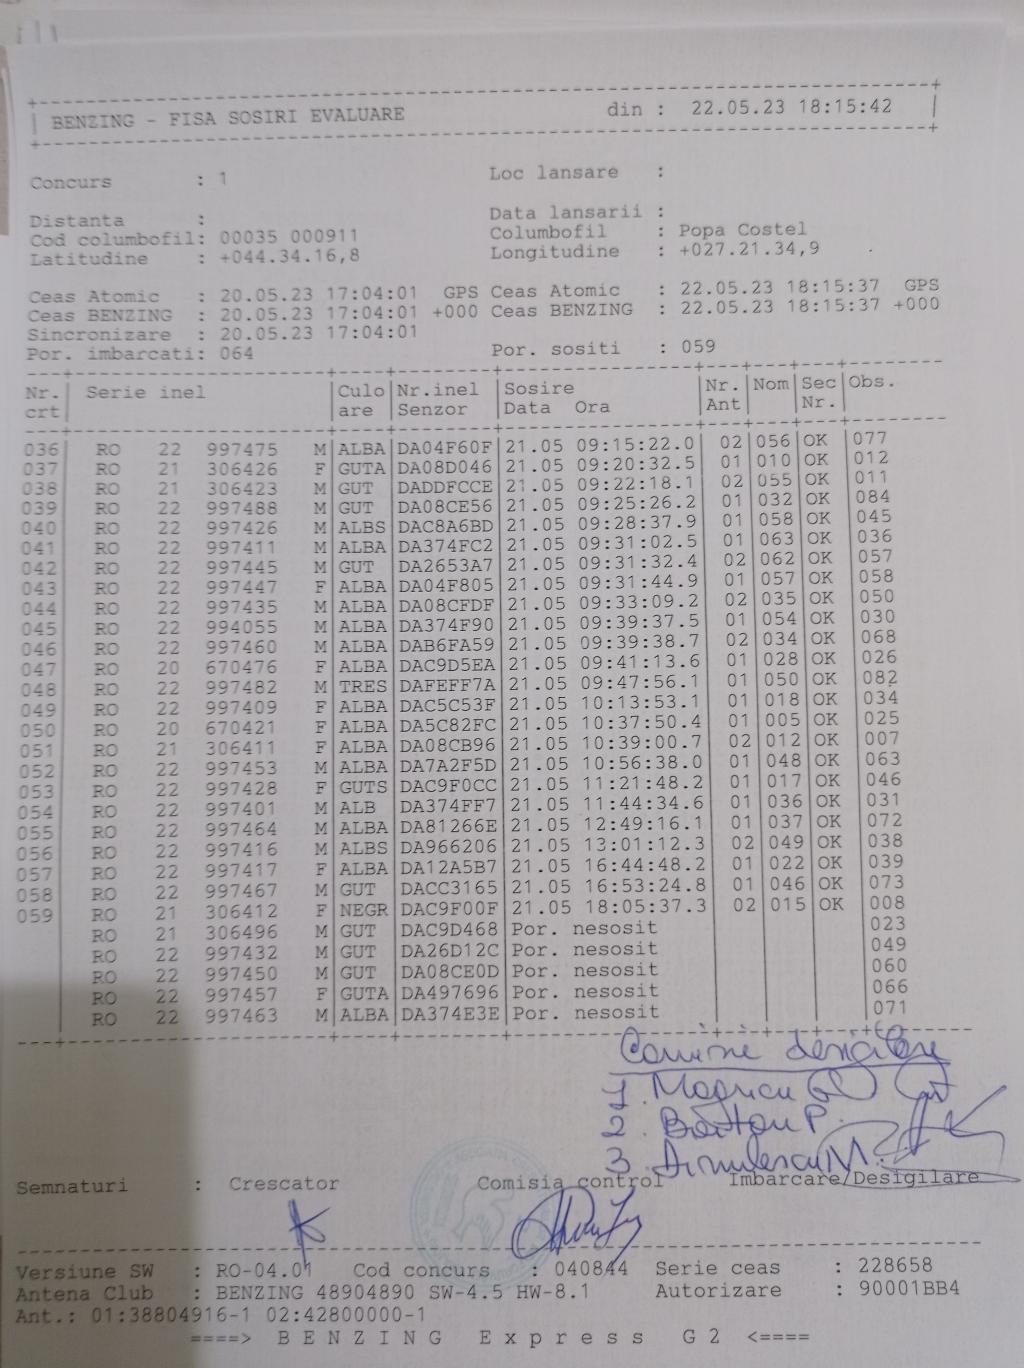 BENZING - FISA SOSIRI EVALUARE din : 22.05.23 18:15:42
Concurs : 1 Loc lansare :
Distanta : Data lansarii :
Cod columbofil: 00035 000911 Columbofil : Popa Costel
Latitudine : +044.34.16,8 Longitudine : +027.21.34,9
Ceas Atomic : 20.05.23 17:04:01 GPS Ceas Atomic : 22.05.23 18:15:37 GPS
Ceas BENZING : 20.05.23 17:04:01 +000 Ceas BENZING : 22.05.23 18:15:37 +000
Sincronizare : 20.05.23 17:04:01
Por. imbarcati: 064 Por. sositi : 059
Nr. Serie inel Culo Nr.inel Sosire Nr. Nom Sec Obs.
crt are Senzor Data Ora Ant Nr.
036 RO 22 997475 M ALBA DA04F60F 21.05 09:15:22.0 02 056 OK 077
037 RO 21 306426 F GUTA DA08D046 21.05 09:20:32.5 01 010 OK 012
038 RO 21 306423 M GUT DADDFCCE 21.05 09:22:18.1 02 055 OK 011
039 RO 22 997488 M GUT DA08CE56 21.05 09:25:26.2 01 032 OK 084
040 RO 22 997426 M ALBS DAC8A6BD 21.05 09:28:37.9 01 058 OK 045
041 RO 22 997411 M ALBA DA374FC2 21.05 09:31:02.5 01 063 OK 036
042 RO 22 997445 M GUT DA2653A7 21.05 09:31:32.4 02 062 OK 057
043 RO 22 997447 F ALBA DA04F805 21.05 09:31:44.9 01 057 OK 058
044 RO 22 997435 M ALBA DA08CFDF 21.05 09:33:09.2 02 035 OK 050
045 RO 22 994055 M ALBA DA374F90 21.05 09:39:37.5 01 054 OK 030
046 RO 22 997460 M ALBA DAB6FA59 21.05 09:39:38.7 02 034 OK 068
047 RO 20 670476 F ALBA DAC9D5EA 21.05 09:41:13.6 01 028 OK 026
048 RO 22 997482 M TRES DAFEFF7A 21.05 09:47:56.1 01 050 OK 082
049 RO 22 997409 F ALBA DAC5C53F 21.05 10:13:53.1 01 018 OK 034
050 RO 20 670421 F ALBA DA5C82FC 21.05 10:37:50.4 01 005 OK 025
051 RO 21 306411 F ALBA DA08CB96 21.05 10:39:00.7 02 012 OK 007
052 RO 22 997453 M ALBA DA7A2F5D 21.05 10:56:38.0 01 048 OK 063
053 RO 22 997428 F GUTS DAC9F0CC 21.05 11:21:48.2 01 017 OK 046
054 RO 22 997401 M ALB DA374FF7 21.05 11:44:34.6 01 036 OK 031
055 RO 22 997464 M ALBA DA81266E 21.05 12:49:16.1 01 037 OK 072
056 RO 22 997416 M ALBS DA966206 21.05 13:01:12.3 02 049 OK 038
057 RO 22 997417 F ALBA DA12A5B7 21.05 16:44:48.2 01 022 OK 039
058 RO 22 997467 M GUT DACC3165 21.05 16:53:24.8 01 046 OK 073
059 RO 21 306412 F NEGR DAC9F00F 21.05 18:05:37.3 02 015 OK 008
RO 21 306496 M GUT DAC9D468 Por. nesosit 023
RO 22 997432 M GUT DA26D12C Por. nesosit 049
RO 22 997450 M GUT DA08CE0D Por. nesosit 060
RO 22 997457 F GUTA DA497696 Por. nesosit 066
RO 22 997463 M ALBA DA374E3E Por. nesosit 071
1.
2.
3.
Semnaturi : Crescator Comisia control Imbarcare/Desigilare
Versiune SW : RO-04.01 Cod concurs : 040844 Serie ceas : 228658
Antena Club : BENZING 48904890 SW-4.5 HW-8.1 Autorizare : 90001BB4
Ant.: 01:38804916-1 02:42800000-1
====> BENZING Express G2 <====